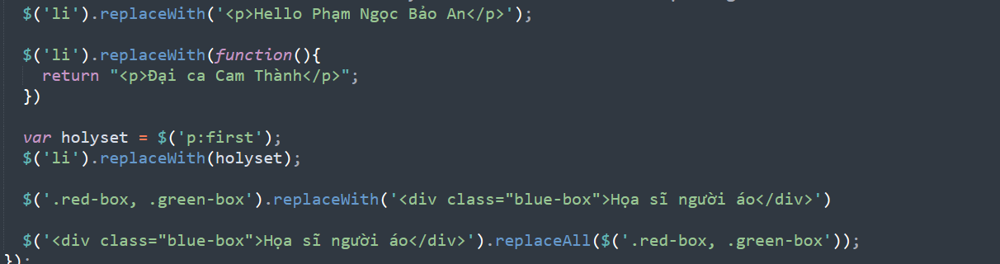 $('li').replaceWith('<p>Hello Phạm Ngọc Bảo An</p>');
$('li').replaceWith(function(){
return "<p>Đại ca Cam Thành</p>";
})
var holyset = $('p:first');
$('li').replaceWith(holyset);
$('.red-box, .green-box').replaceWith('<div class="blue-box">Họa sĩ người áo</div>')
$('<div class="blue-box">Họa sĩ người áo</div>').replaceAll($('.red-box, .green-box'));
});